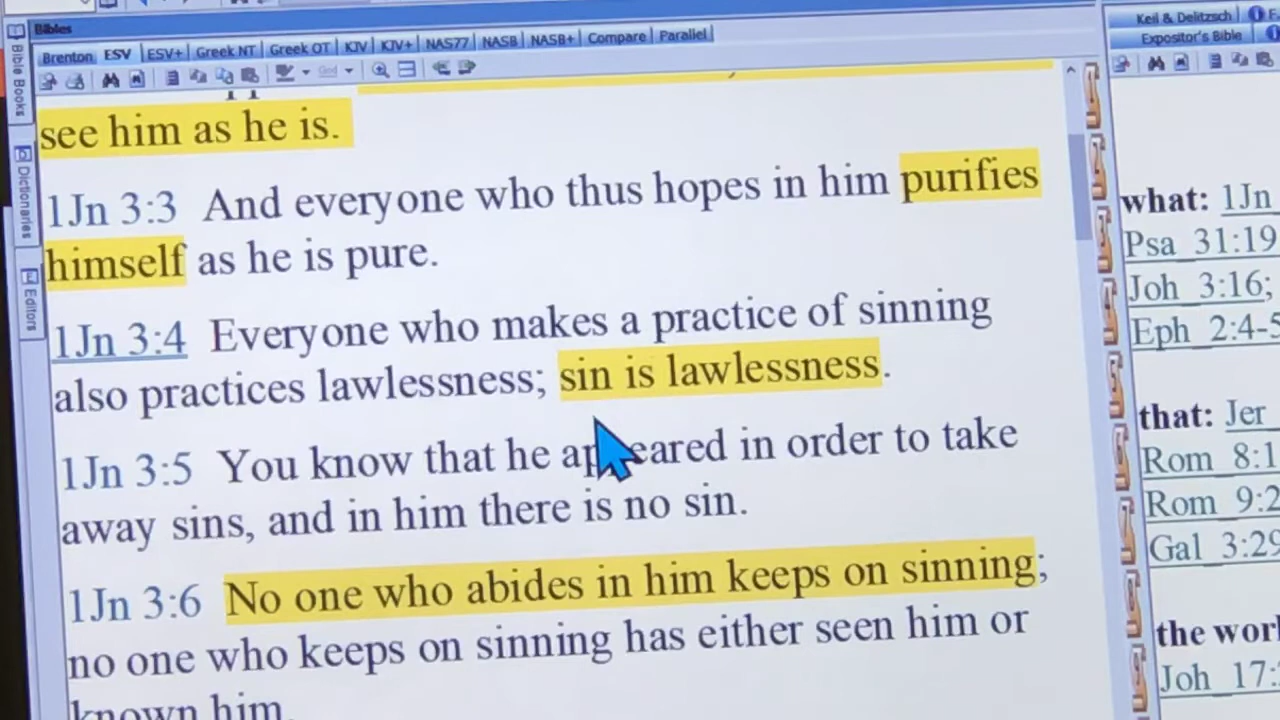 Bibles
Brenton ESV ESV+ Greek NT Greek OT KJV KJV+ NAS77 NASB NASB+ Compare Parallel
Bible Books
Dictionaries
Editors
see him as he is.
1Jn 3:3 And everyone who thus hopes in him purifies
himself as he is pure.
1Jn 3:4 Everyone who makes a practice of sinning
also practices lawlessness; sin is lawlessness.
1Jn 3:5 You know that he appeared in order to take
away sins, and in him there is no sin.
1Jn 3:6 No one who abides in him keeps on sinning;
no one who keeps on sinning has either seen him or
known him.
Keil & Delitzsch
Expositor's Bible
what: 1Jn
Psa 31:19
Joh 3:16;
Eph 2:4-5
that: Jer
Rom 8:1
Rom 9:2
Gal 3:29
the wor
Joh 17: